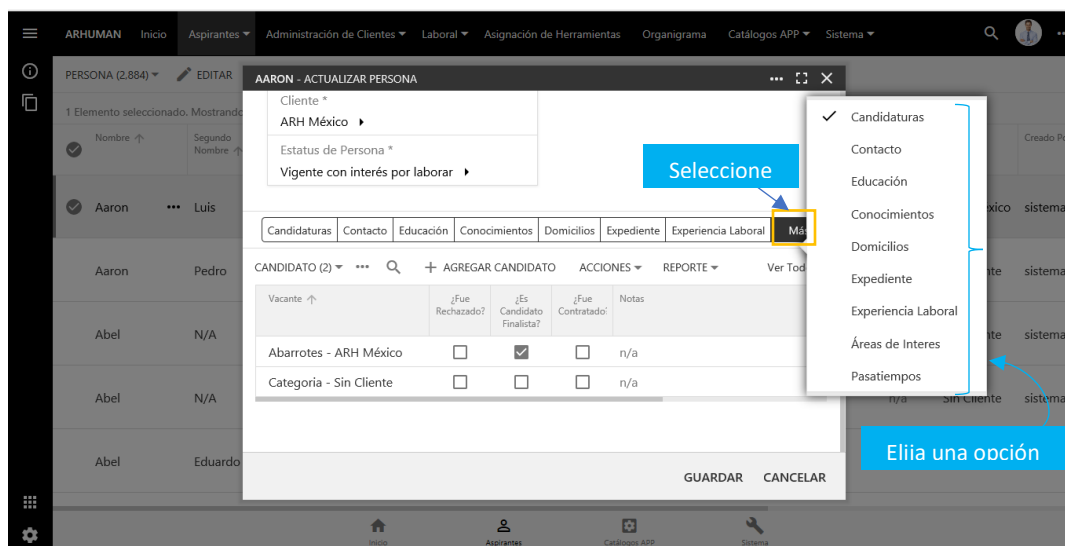 ARHUMAN Inicio Aspirantes Administración de Clientes Laboral Asignación de Herramientas Organigrama Catálogos APP Sistema
PERSONA (2,884) EDITAR
1 Elemento seleccionado. Mostrando
Nombre
Segundo Nombre
Creado
Aaron ••• Luis
sistema
Aaron Pedro
sistema
Abel N/A
sistema
Abel N/A
n/a Sin Cliente sistema
Abel Eduardo
AARON - ACTUALIZAR PERSONA
Cliente *
ARH México
Estatus de Persona *
Vigente con interés por laborar
Seleccione
Candidaturas Contacto Educación Conocimientos Domicilios Expediente Experiencia Laboral Más
CANDIDATO (2) ••• AGREGAR CANDIDATO ACCIONES REPORTE Ver Tod
Vacante
¿Fue Rechazado?
¿Es Candidato Finalista?
¿Fue Contratado?
Notas
Abarrotes - ARH México n/a
Categoria - Sin Cliente n/a
GUARDAR CANCELAR
Candidaturas
Contacto
Educación
Conocimientos
Domicilios
Expediente
Experiencia Laboral
Áreas de Interes
Pasatiempos
Elija una opción
Inicio Aspirantes Catálogos APP Sistema